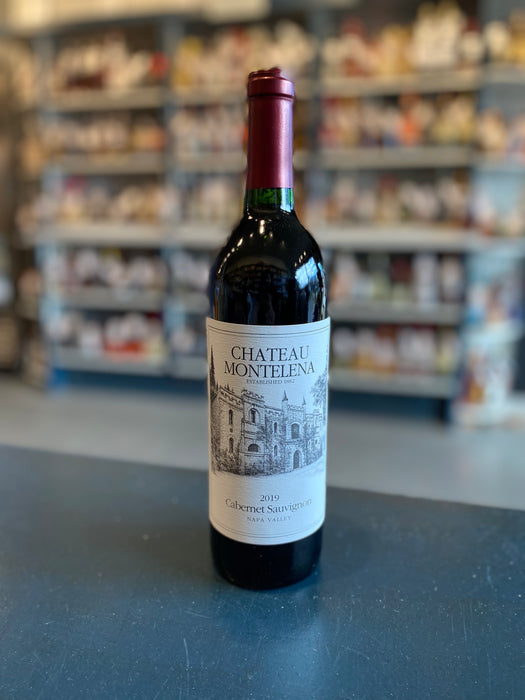 CHATEAU
MONTELENA
ESTABLISHED 1882
2019
Cabernet Sauvignon
NAPA VALLEY